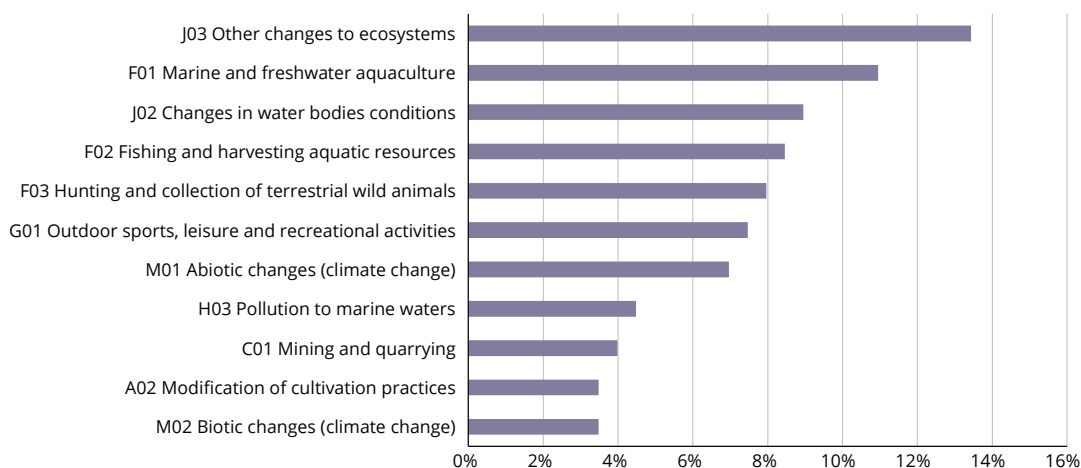 J03 Other changes to ecosystems
F01 Marine and freshwater aquaculture
J02 Changes in water bodies conditions
F02 Fishing and harvesting aquatic resources
F03 Hunting and collection of terrestrial wild animals
G01 Outdoor sports, leisure and recreational activities
M01 Abiotic changes (climate change)
H03 Pollution to marine waters
C01 Mining and quarrying
A02 Modification of cultivation practices
M02 Biotic changes (climate change)
0% 2% 4% 6% 8% 10% 12% 14% 16%